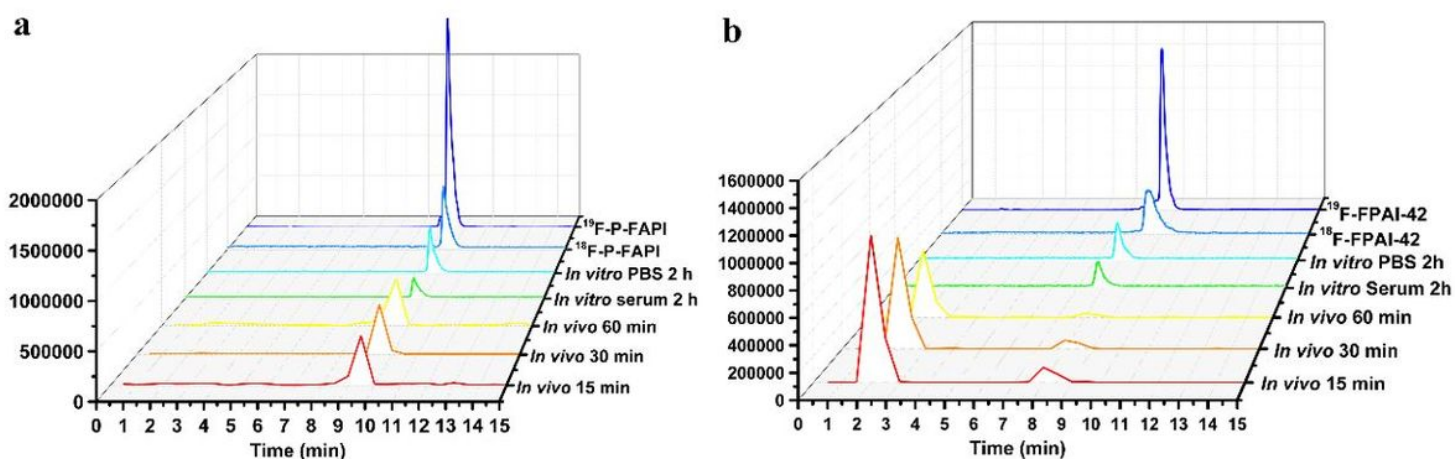 a
2000000
1500000
1000000
500000
0
0 1 2 3 4 5 6 7 8 9 10 11 12 13 14 15
Time (min)
¹⁹F-P-FAPI
¹⁸F-P-FAPI
In vitro PBS 2 h
In vitro serum 2 h
In vivo 60 min
In vivo 30 min
In vivo 15 min
b
1600000
1400000
1200000
1000000
800000
600000
400000
200000
0
0 1 2 3 4 5 6 7 8 9 10 11 12 13 14 15
Time (min)
¹⁹F-FPAI-42
¹⁸F-FPAI-42
In vitro PBS 2h
In vitro Serum 2h
In vivo 60 min
In vivo 30 min
In vivo 15 min